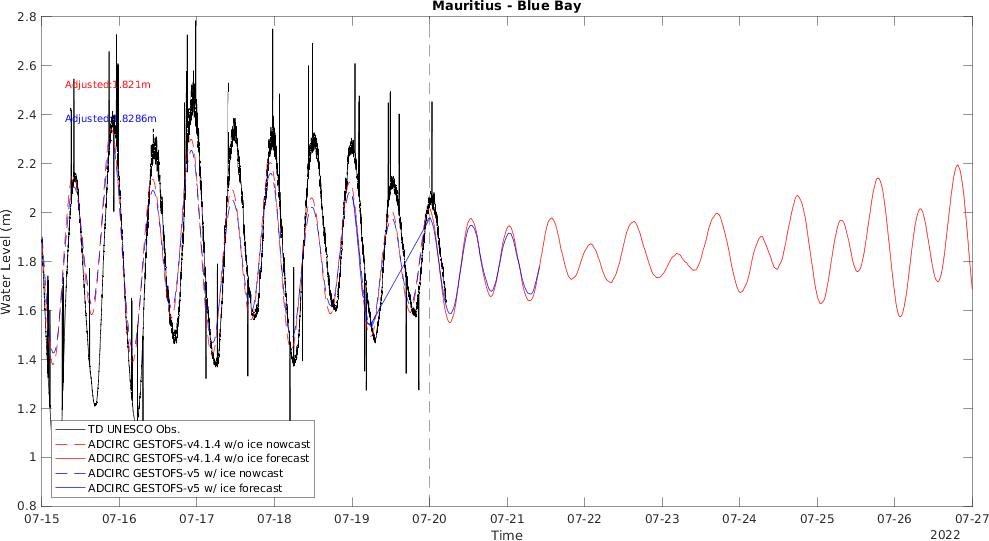 Mauritius - Blue Bay
2.8
2.6
2.4
2.2
2
1.8
1.6
1.4
1.2
1
0.8
Water Level (m)
Adjusted:1.821m
Adjusted:1.8286m
TD UNESCO Obs.
ADCIRC GESTOFS-v4.1.4 w/o ice nowcast
ADCIRC GESTOFS-v4.1.4 w/o ice forecast
ADCIRC GESTOFS-v5 w/ ice nowcast
ADCIRC GESTOFS-v5 w/ ice forecast
07-15 07-16 07-17 07-18 07-19 07-20 07-21 07-22 07-23 07-24 07-25 07-26 07-27
2022
Time